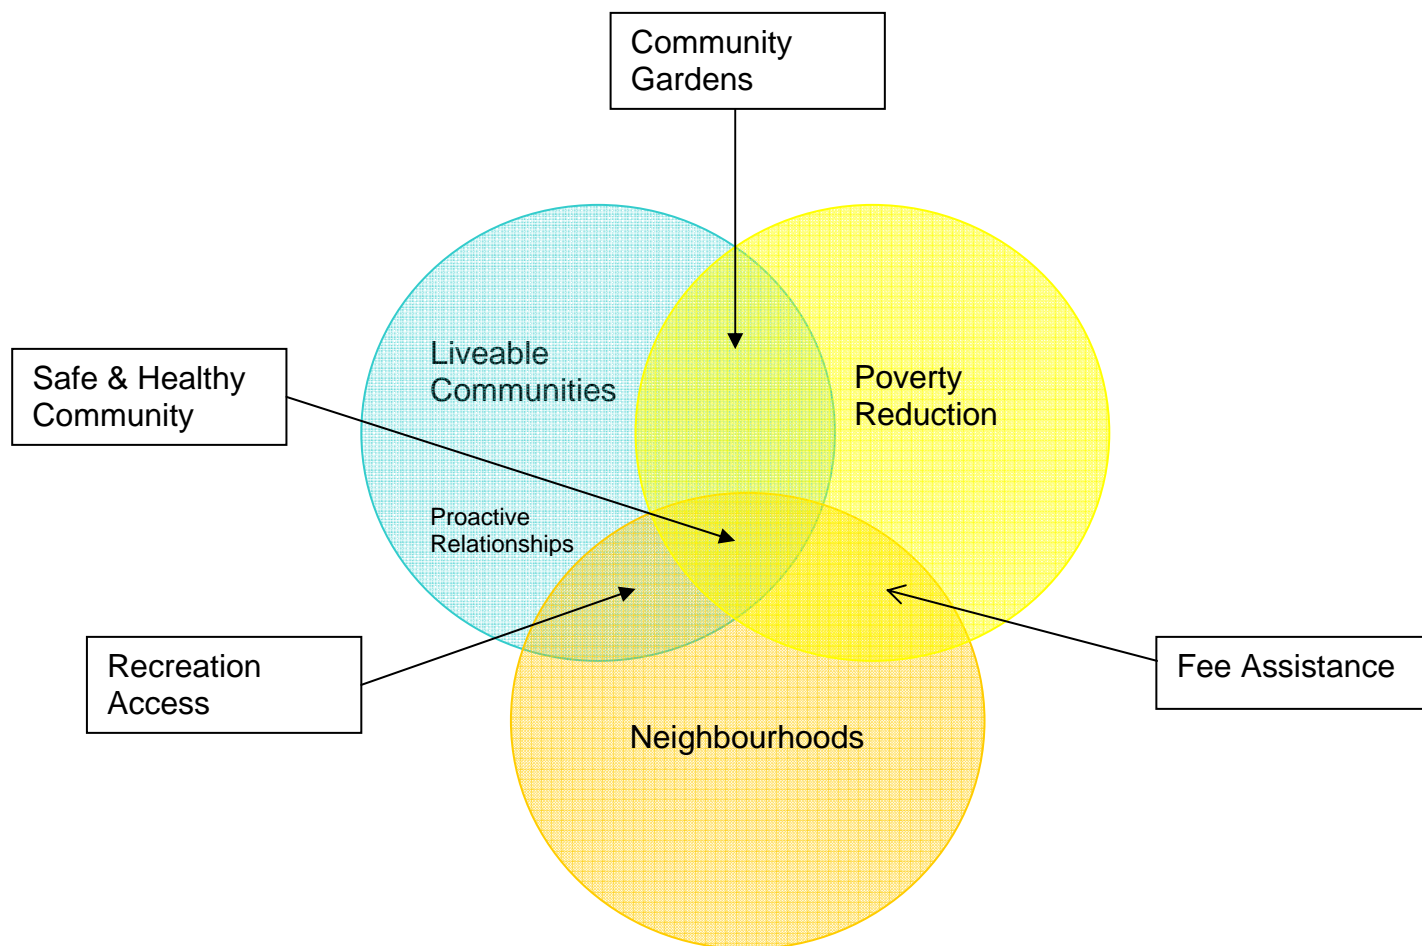 Community
Gardens
Liveable
Communities
Poverty
Reduction
Safe & Healthy
Community
Proactive
Relationships
Recreation
Access
Fee Assistance
Neighbourhoods